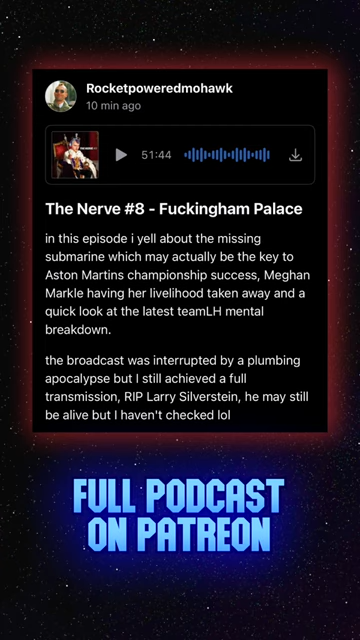 Rocketpoweredmohawk
10 min ago
51:44
The Nerve #8 - Fuckingham Palace
in this episode i yell about the missing
submarine which may actually be the key to
Aston Martins championship success, Meghan
Markle having her livelihood taken away and a
quick look at the latest teamLH mental
breakdown.
the broadcast was interrupted by a plumbing
apocalypse but I still achieved a full
transmission, RIP Larry Silverstein, he may still
be alive but I haven't checked lol
FULL PODCAST
ON PATREON